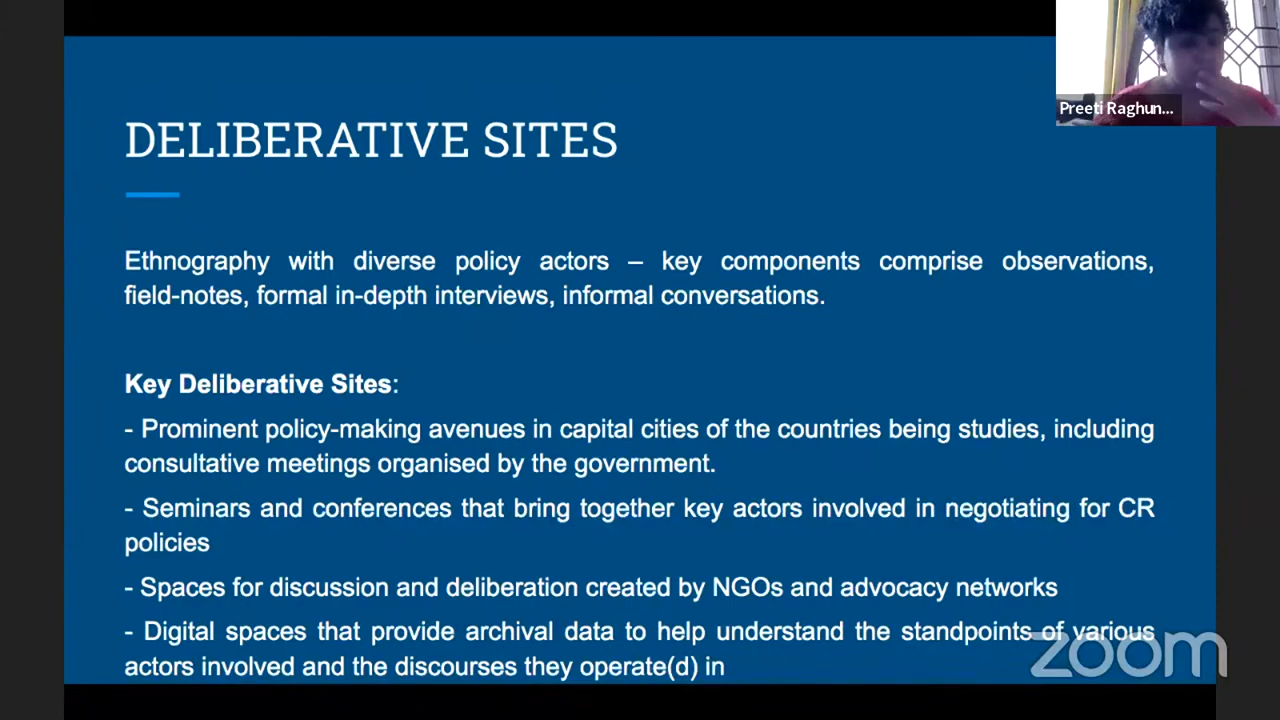 Preeti Raghun...
DELIBERATIVE SITES
Ethnography with diverse policy actors – key components comprise observations,
field-notes, formal in-depth interviews, informal conversations.
Key Deliberative Sites:
- Prominent policy-making avenues in capital cities of the countries being studies, including
consultative meetings organised by the government.
- Seminars and conferences that bring together key actors involved in negotiating for CR
policies
- Spaces for discussion and deliberation created by NGOs and advocacy networks
- Digital spaces that provide archival data to help understand the standpoints of various
actors involved and the discourses they operate(d) in
zoom